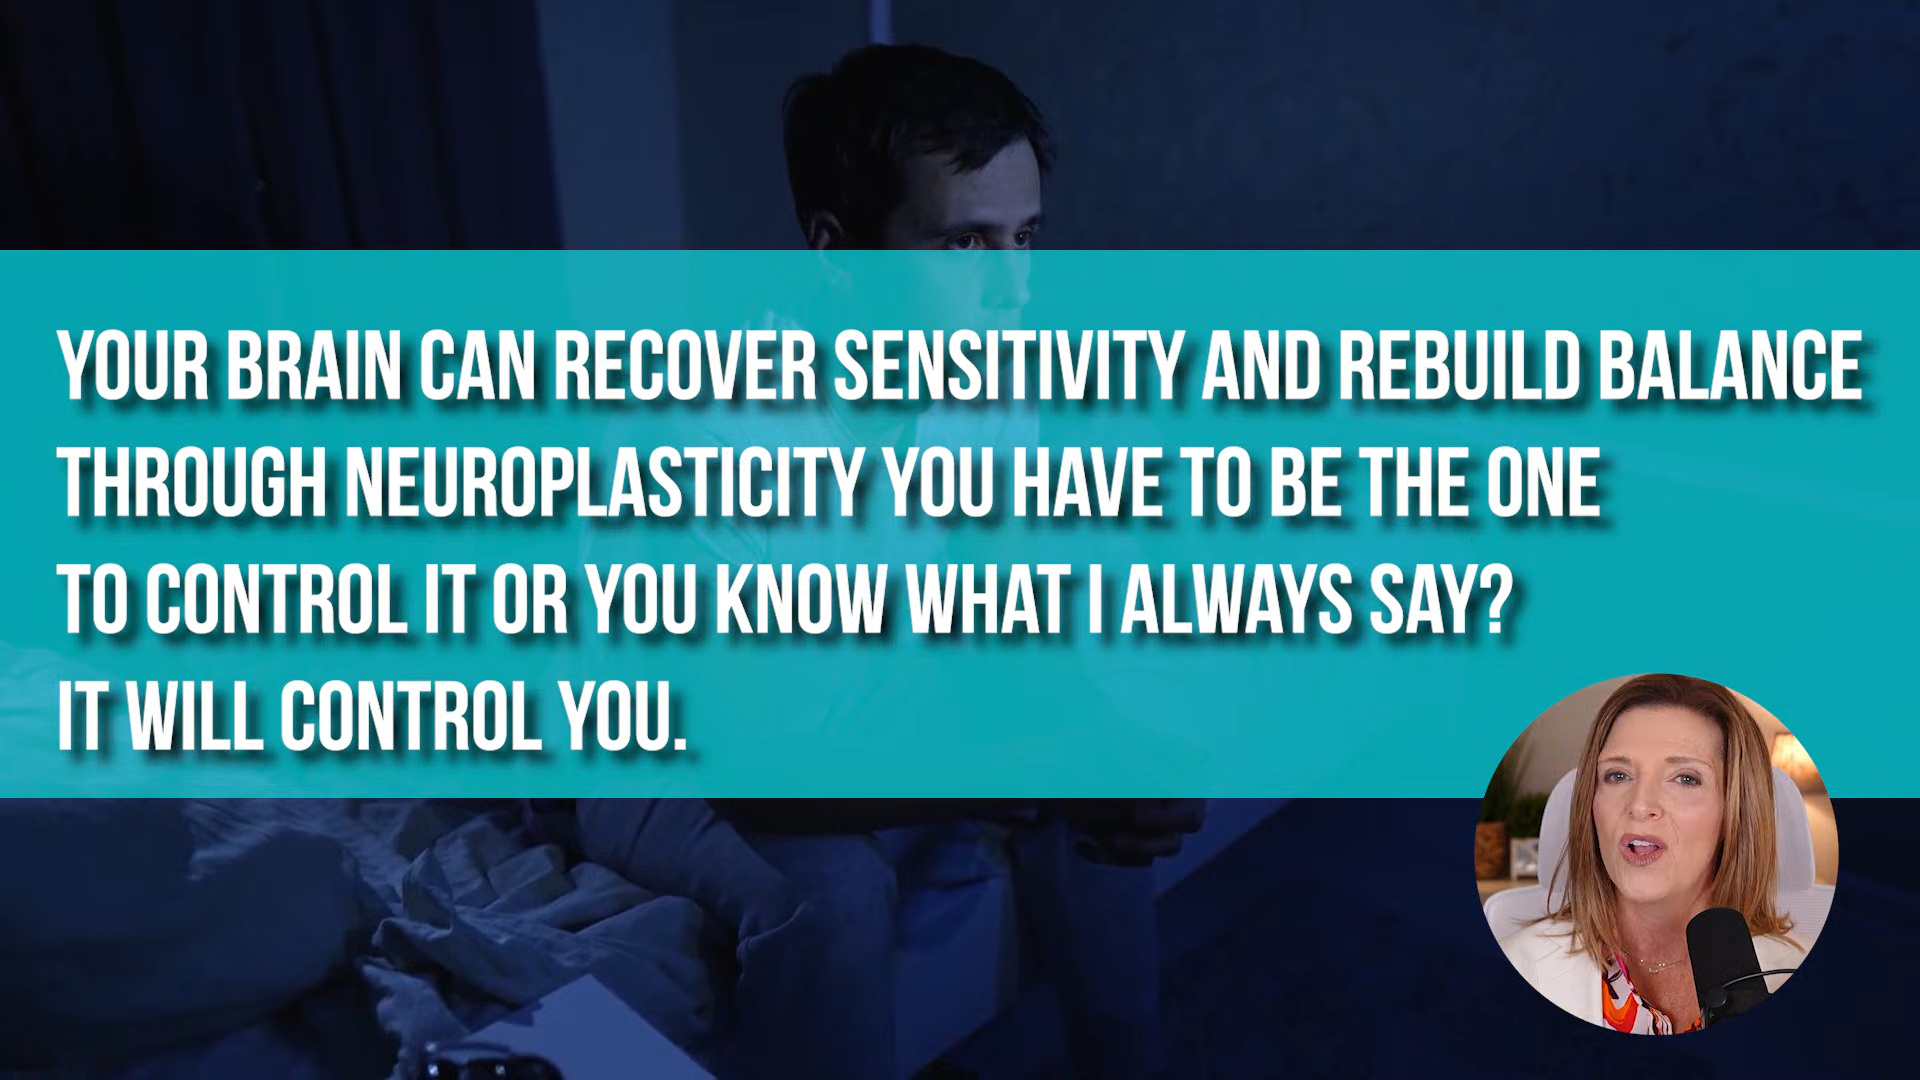 YOUR BRAIN CAN RECOVER SENSITIVITY AND REBUILD BALANCE
THROUGH NEUROPLASTICITY YOU HAVE TO BE THE ONE
TO CONTROL IT OR YOU KNOW WHAT I ALWAYS SAY?
IT WILL CONTROL YOU.